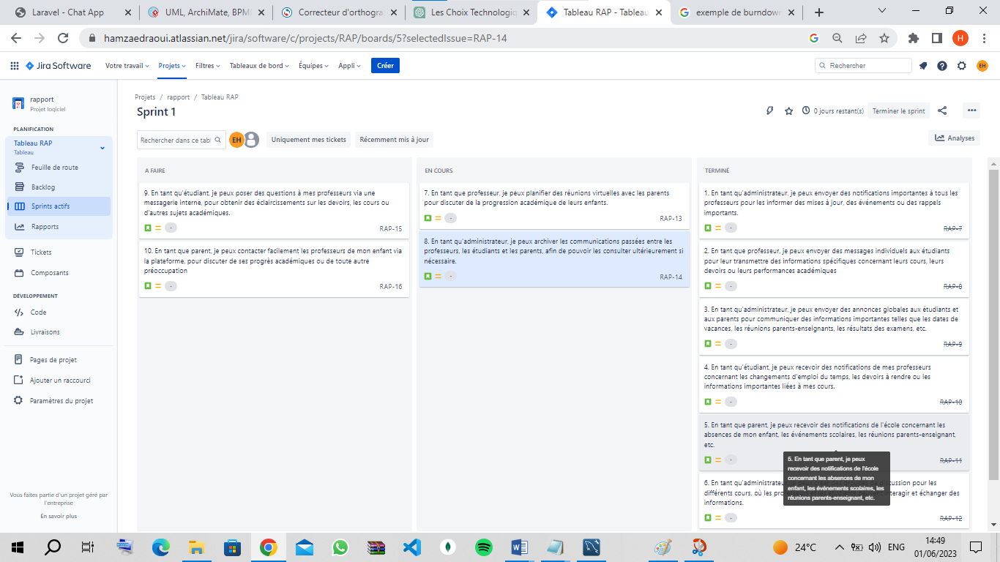 Laravel - Chat App
UML, ArchiMate, BPM
Correcteur d'orthogra
Les Choix Technologiq
Tableau RAP - Tableau
exemple de burndown
hamzaedraoui.atlassian.net/jira/software/c/projects/RAP/boards/5?selectedIssue=RAP-14
H
Jira Software
Votre travail
Projets
Filtres
Tableaux de bord
Équipes
Appli
Créer
Rechercher
EH
rapport
Projet logiciel
PLANIFICATION
Tableau RAP
Tableau
Feuille de route
Backlog
Sprints actifs
Rapports
Tickets
Composants
DÉVELOPPEMENT
Code
Livraisons
Pages de projet
Ajouter un raccourci
Paramètres du projet
Vous faites partie d'un projet géré par
l'entreprise
En savoir plus
Projets / rapport / Tableau RAP
Sprint 1
0 jours restant(s)
Terminer le sprint
Rechercher dans ce tabl
EH
Uniquement mes tickets
Récemment mis à jour
Analyses
A FAIRE
9. En tant qu'étudiant, je peux poser des questions à mes professeurs via une
messagerie interne, pour obtenir des éclaircissements sur les devoirs, les cours ou
d'autres sujets académiques.
-
RAP-15
10. En tant que parent, je peux contacter facilement les professeurs de mon enfant via
la plateforme, pour discuter de ses progrès académiques ou de toute autre
préoccupation
-
RAP-16
EN COURS
7. En tant que professeur, je peux planifier des réunions virtuelles avec les parents
pour discuter de la progression académique de leurs enfants.
-
RAP-13
8. En tant qu'administrateur, je peux archiver les communications passées entre les
professeurs, les étudiants et les parents, afin de pouvoir les consulter ultérieurement si
nécessaire.
-
RAP-14
TERMINÉ
1. En tant qu'administrateur, je peux envoyer des notifications importantes à tous les
professeurs pour les informer des mises à jour, des événements ou des rappels
importants.
-
RAP-7
2. En tant que professeur, je peux envoyer des messages individuels aux étudiants
pour leur transmettre des informations spécifiques concernant leurs cours, leurs
devoirs ou leurs performances académiques
-
RAP-8
3. En tant qu'administrateur, je peux envoyer des annonces globales aux étudiants et
aux parents pour communiquer des informations importantes telles que les dates de
vacances, les réunions parents-enseignants, les résultats des examens, etc.
-
RAP-9
4. En tant qu'étudiant, je peux recevoir des notifications de mes professeurs
concernant les changements d'emploi du temps, les devoirs à rendre ou les
informations importantes liées à mes cours.
-
RAP-10
5. En tant que parent, je peux recevoir des notifications de l'école concernant les
absences de mon enfant, les événements scolaires, les réunions parents-enseignant,
etc.
-
RAP-11
5. En tant que parent, je peux
recevoir des notifications de l'école
concernant les absences de mon
enfant, les événements scolaires, les
réunions parents-enseignant, etc.
6. En tant qu'administrateur, je discussion pour les
différents cours, où les interagir et échanger des
informations.
-
RAP-12
24°C
ENG
14:49
01/06/2023